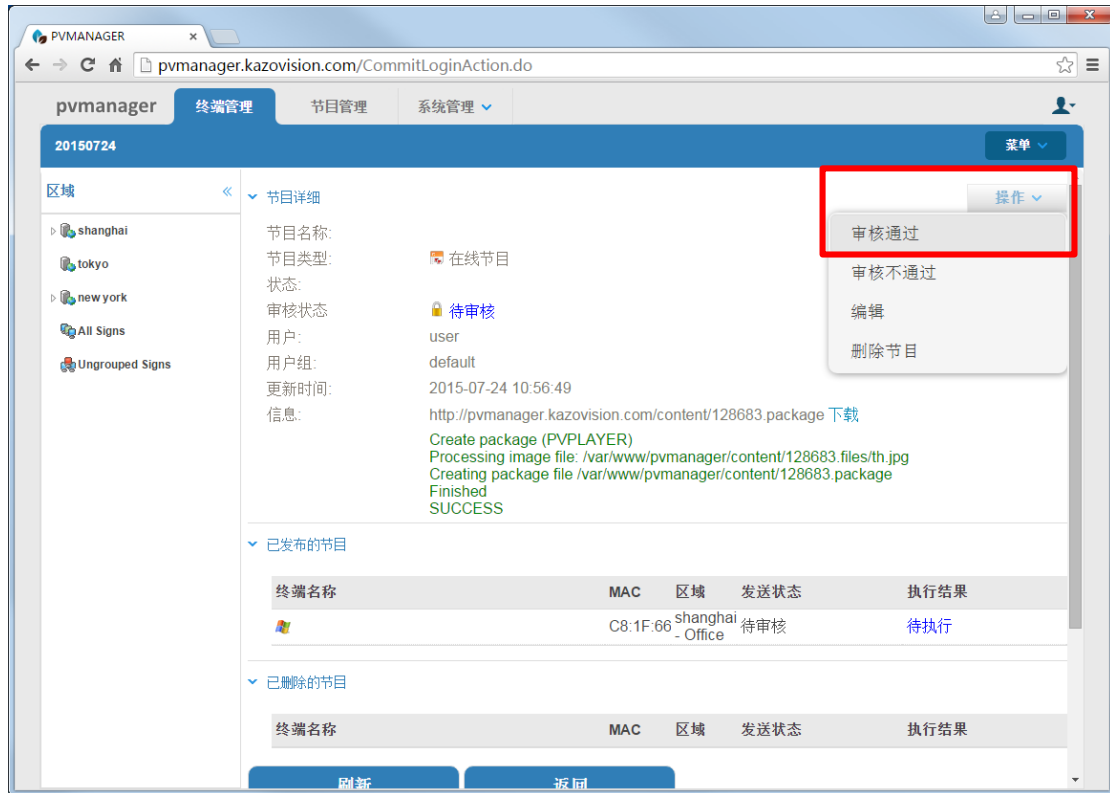 PVMANAGER
pvmanager.kazovision.com/CommitLoginAction.do
pvmanager 终端管理 节目管理 系统管理
20150724 菜单
区域
shanghai
tokyo
new york
All Signs
Ungrouped Signs
节目详细
操作
审核通过
审核不通过
编辑
删除节目
节目名称:
节目类型: 在线节目
状态:
审核状态 待审核
用户: user
用户组: default
更新时间: 2015-07-24 10:56:49
信息: http://pvmanager.kazovision.com/content/128683.package 下载
Create package (PVPLAYER)
Processing image file: /var/www/pvmanager/content/128683.files/th.jpg
Creating package file /var/www/pvmanager/content/128683.package
Finished
SUCCESS
已发布的节目
终端名称 MAC 区域 发送状态 执行结果
C8:1F:66 shanghai - Office 待审核 待执行
已删除的节目
终端名称 MAC 区域 发送状态 执行结果
刷新 返回